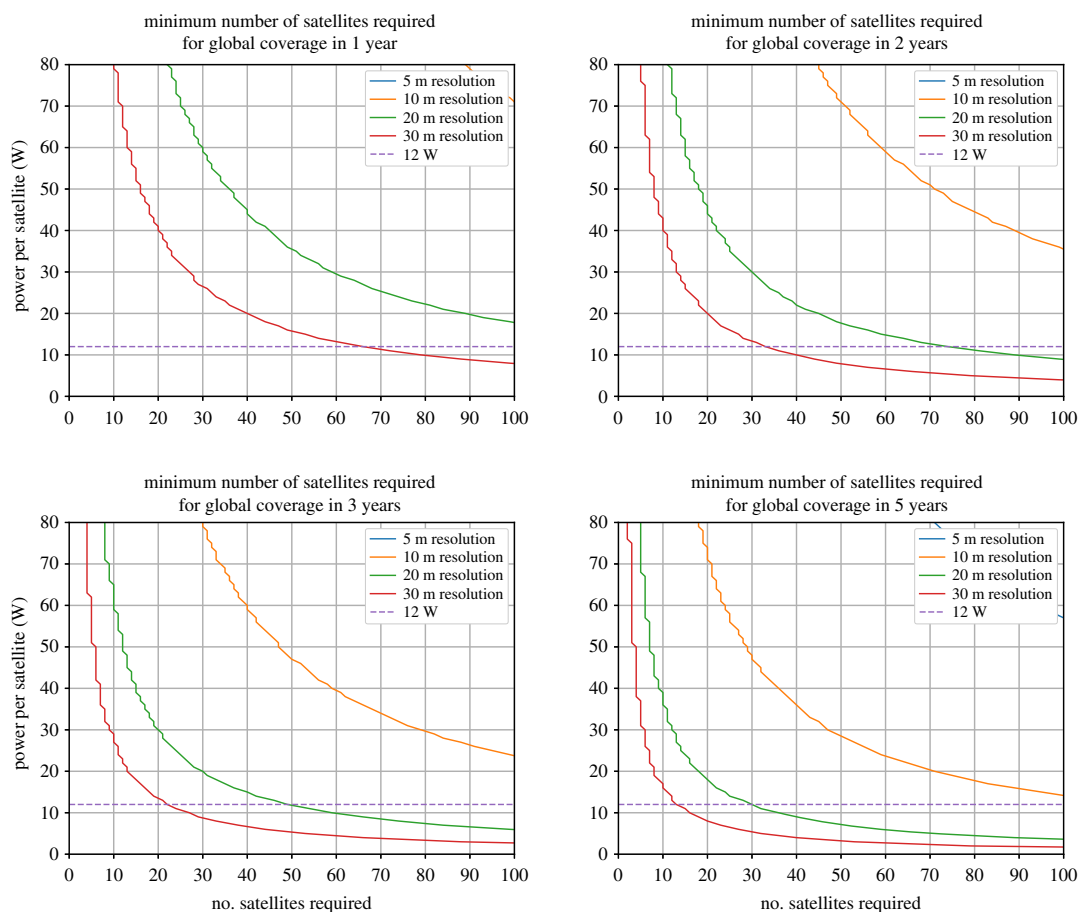 minimum number of satellites required
for global coverage in 1 year
power per satellite (W)
80
70
60
50
40
30
20
10
0
5 m resolution
10 m resolution
20 m resolution
30 m resolution
12 W
0 10 20 30 40 50 60 70 80 90 100
minimum number of satellites required
for global coverage in 2 years
80
70
60
50
40
30
20
10
0
5 m resolution
10 m resolution
20 m resolution
30 m resolution
12 W
0 10 20 30 40 50 60 70 80 90 100
minimum number of satellites required
for global coverage in 3 years
power per satellite (W)
80
70
60
50
40
30
20
10
0
5 m resolution
10 m resolution
20 m resolution
30 m resolution
12 W
0 10 20 30 40 50 60 70 80 90 100
no. satellites required
minimum number of satellites required
for global coverage in 5 years
80
70
60
50
40
30
20
10
0
5 m resolution
10 m resolution
20 m resolution
30 m resolution
12 W
0 10 20 30 40 50 60 70 80 90 100
no. satellites required